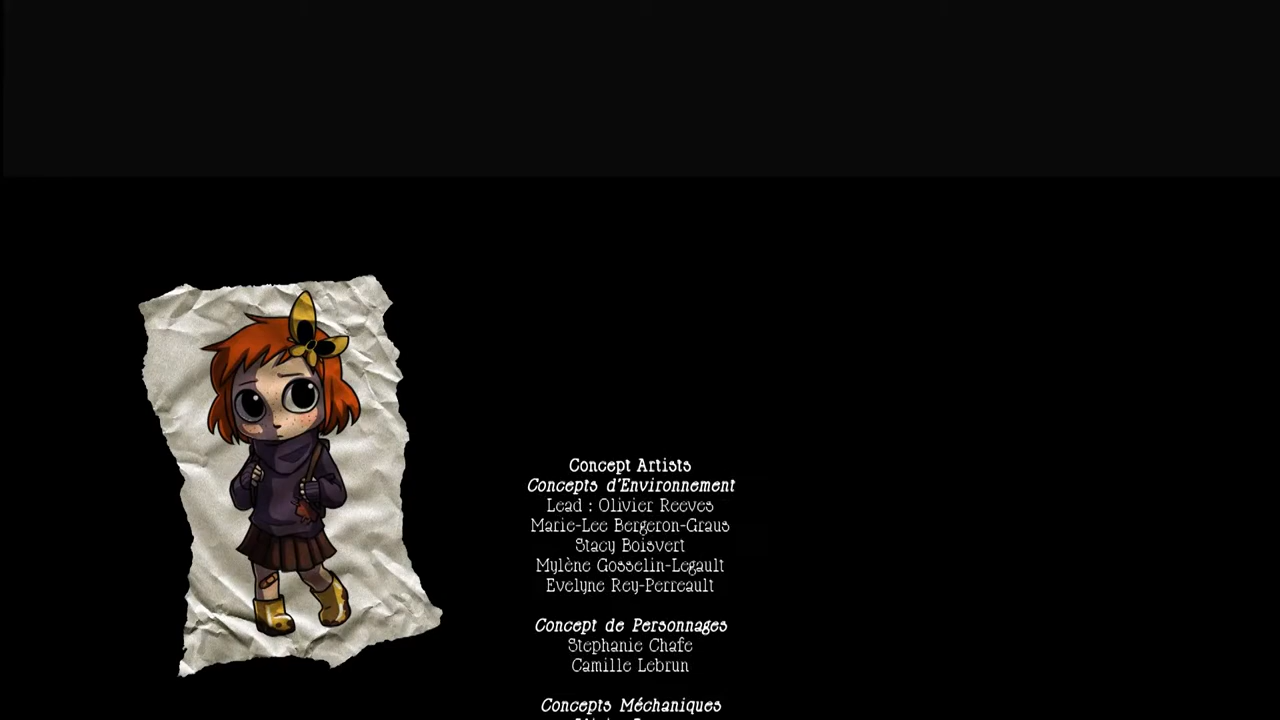 Concept Artists
Concepts d'Environnement
Lead : Olivier Reeves
Marie-Lee Bergeron-Graus
Stacy Boisvert
Mylène Gosselin-Legault
Evelyne Rey-Perreault
Concept de Personnages
Stephanie Chafe
Camille Lebrun
Concepts Méchaniques